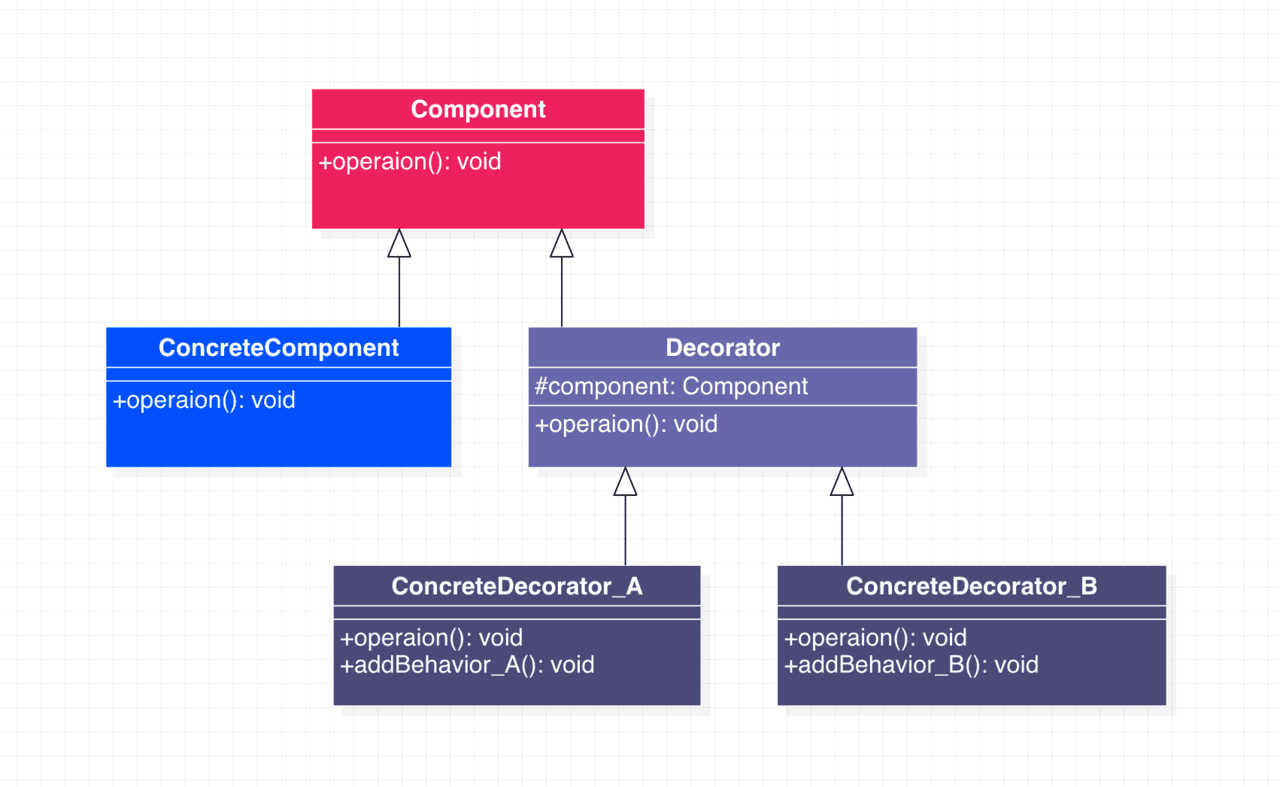 Component
+operaion(): void
ConcreteComponent
+operaion(): void
Decorator
#component: Component
+operaion(): void
ConcreteDecorator_A
+operaion(): void
+addBehavior_A(): void
ConcreteDecorator_B
+operaion(): void
+addBehavior_B(): void